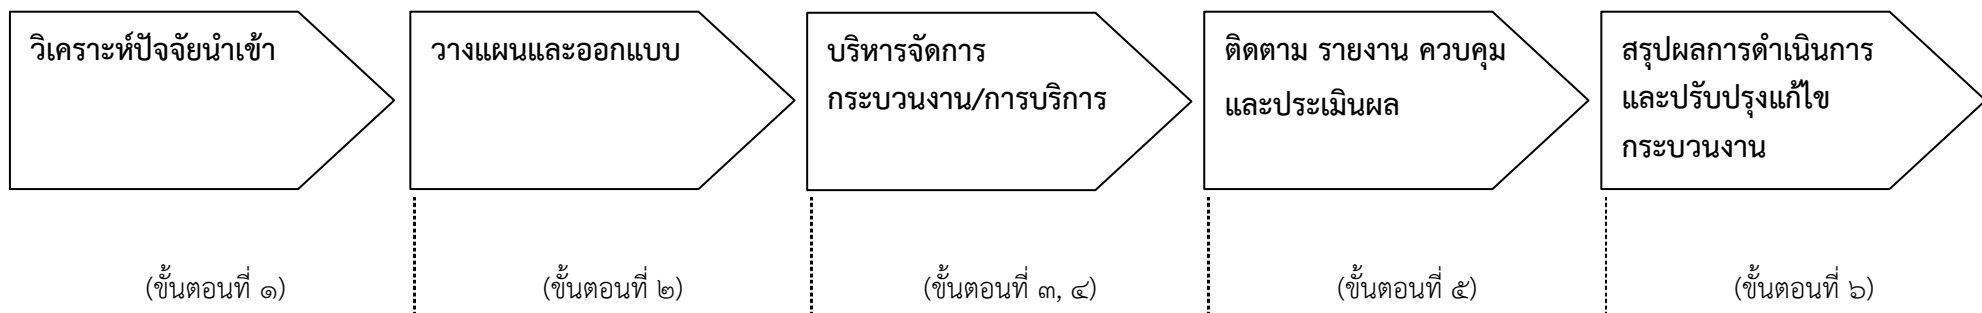 วิเคราะห์ปัจจัยนำเข้า
วางแผนและออกแบบ
บริหารจัดการ
กระบวนงาน/การบริการ
ติดตาม รายงาน ควบคุม
และประเมินผล
สรุปผลการดำเนินการ
และปรับปรุงแก้ไข
กระบวนงาน
(ขั้นตอนที่ ๑)
(ขั้นตอนที่ ๒)
(ขั้นตอนที่ ๓, ๔)
(ขั้นตอนที่ ๕)
(ขั้นตอนที่ ๖)